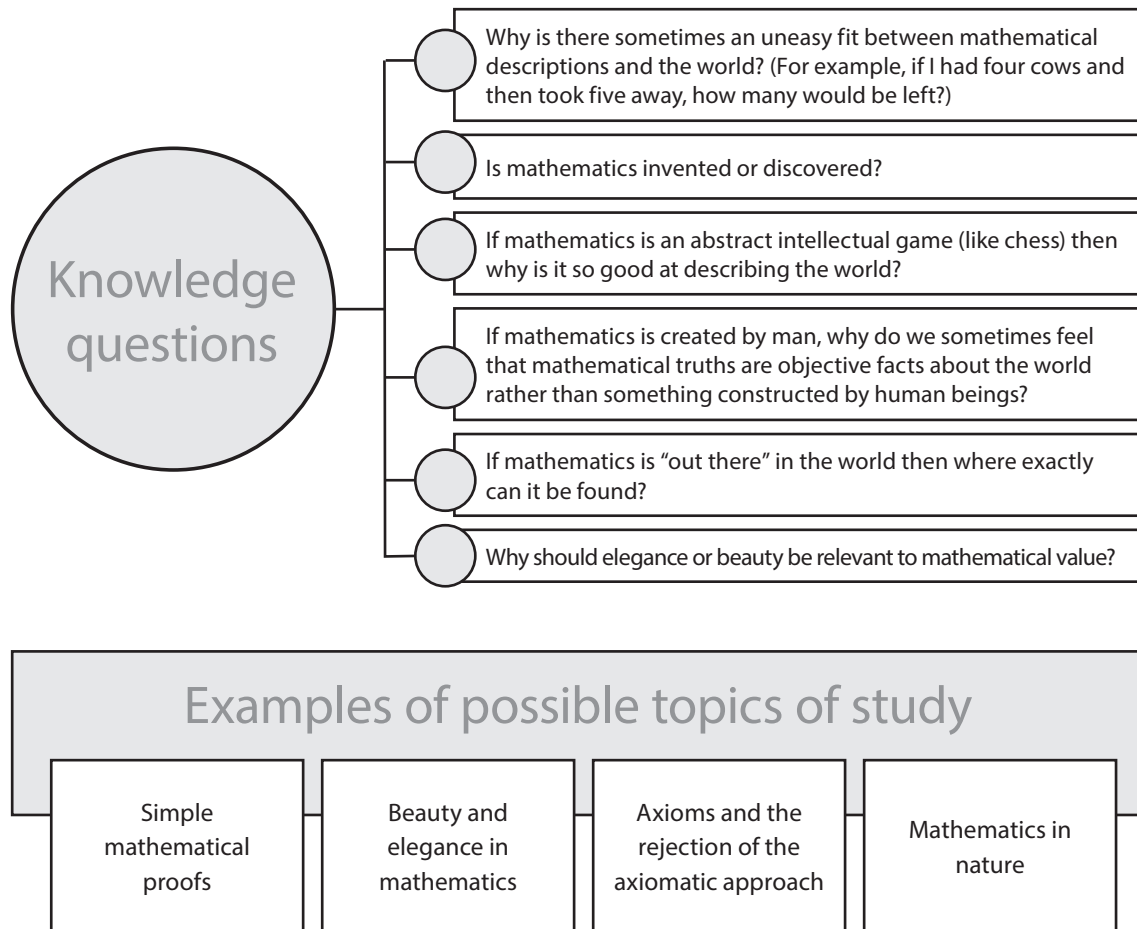 Knowledge
questions
Why is there sometimes an uneasy fit between mathematical
descriptions and the world? (For example, if I had four cows and
then took five away, how many would be left?)
Is mathematics invented or discovered?
If mathematics is an abstract intellectual game (like chess) then
why is it so good at describing the world?
If mathematics is created by man, why do we sometimes feel
that mathematical truths are objective facts about the world
rather than something constructed by human beings?
If mathematics is “out there” in the world then where exactly
can it be found?
Why should elegance or beauty be relevant to mathematical value?
Examples of possible topics of study
Simple
mathematical
proofs
Beauty and
elegance in
mathematics
Axioms and the
rejection of the
axiomatic approach
Mathematics in
nature